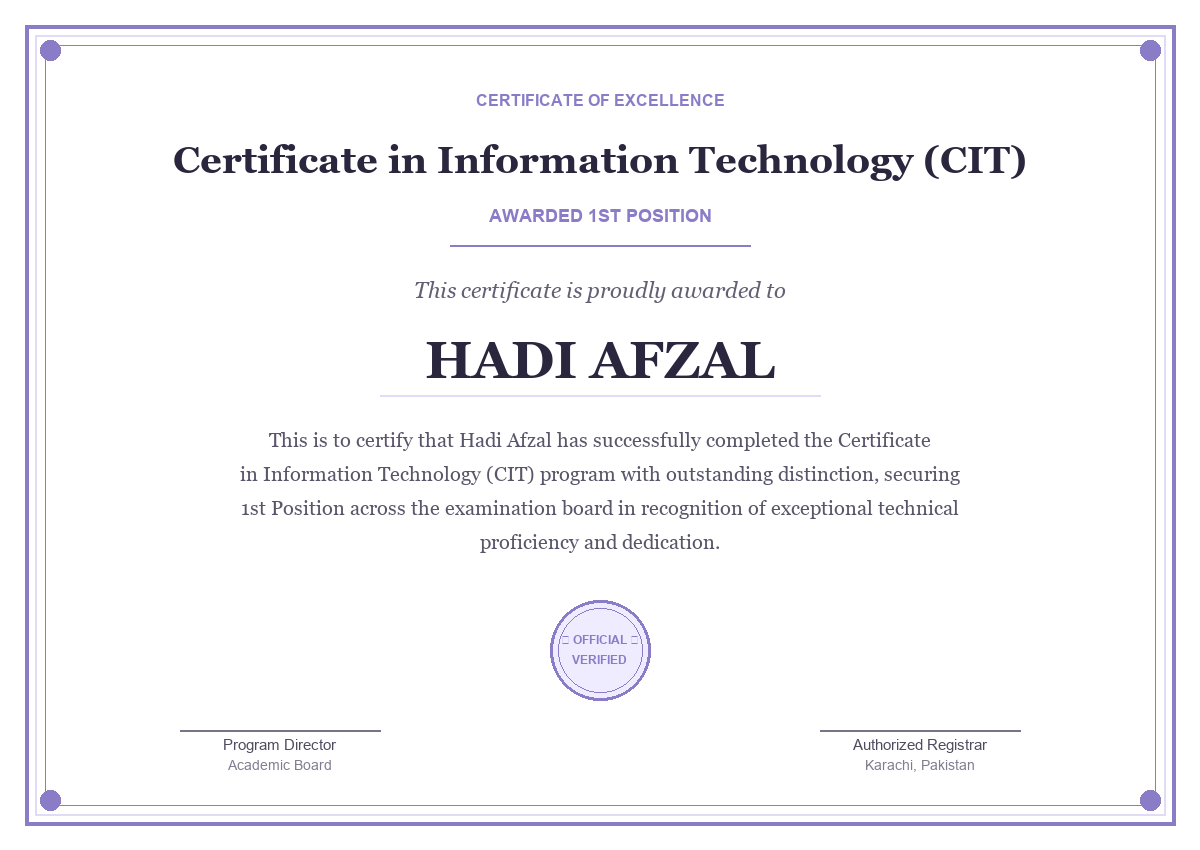 CERTIFICATE OF EXCELLENCE
Certificate in Information Technology (CIT)
AWARDED 1ST POSITION
This certificate is proudly awarded to
HADI AFZAL
This is to certify that Hadi Afzal has successfully completed the Certificate
in Information Technology (CIT) program with outstanding distinction, securing
1st Position across the examination board in recognition of exceptional technical
proficiency and dedication.
□ OFFICIAL □
VERIFIED
Program Director
Academic Board
Authorized Registrar
Karachi, Pakistan